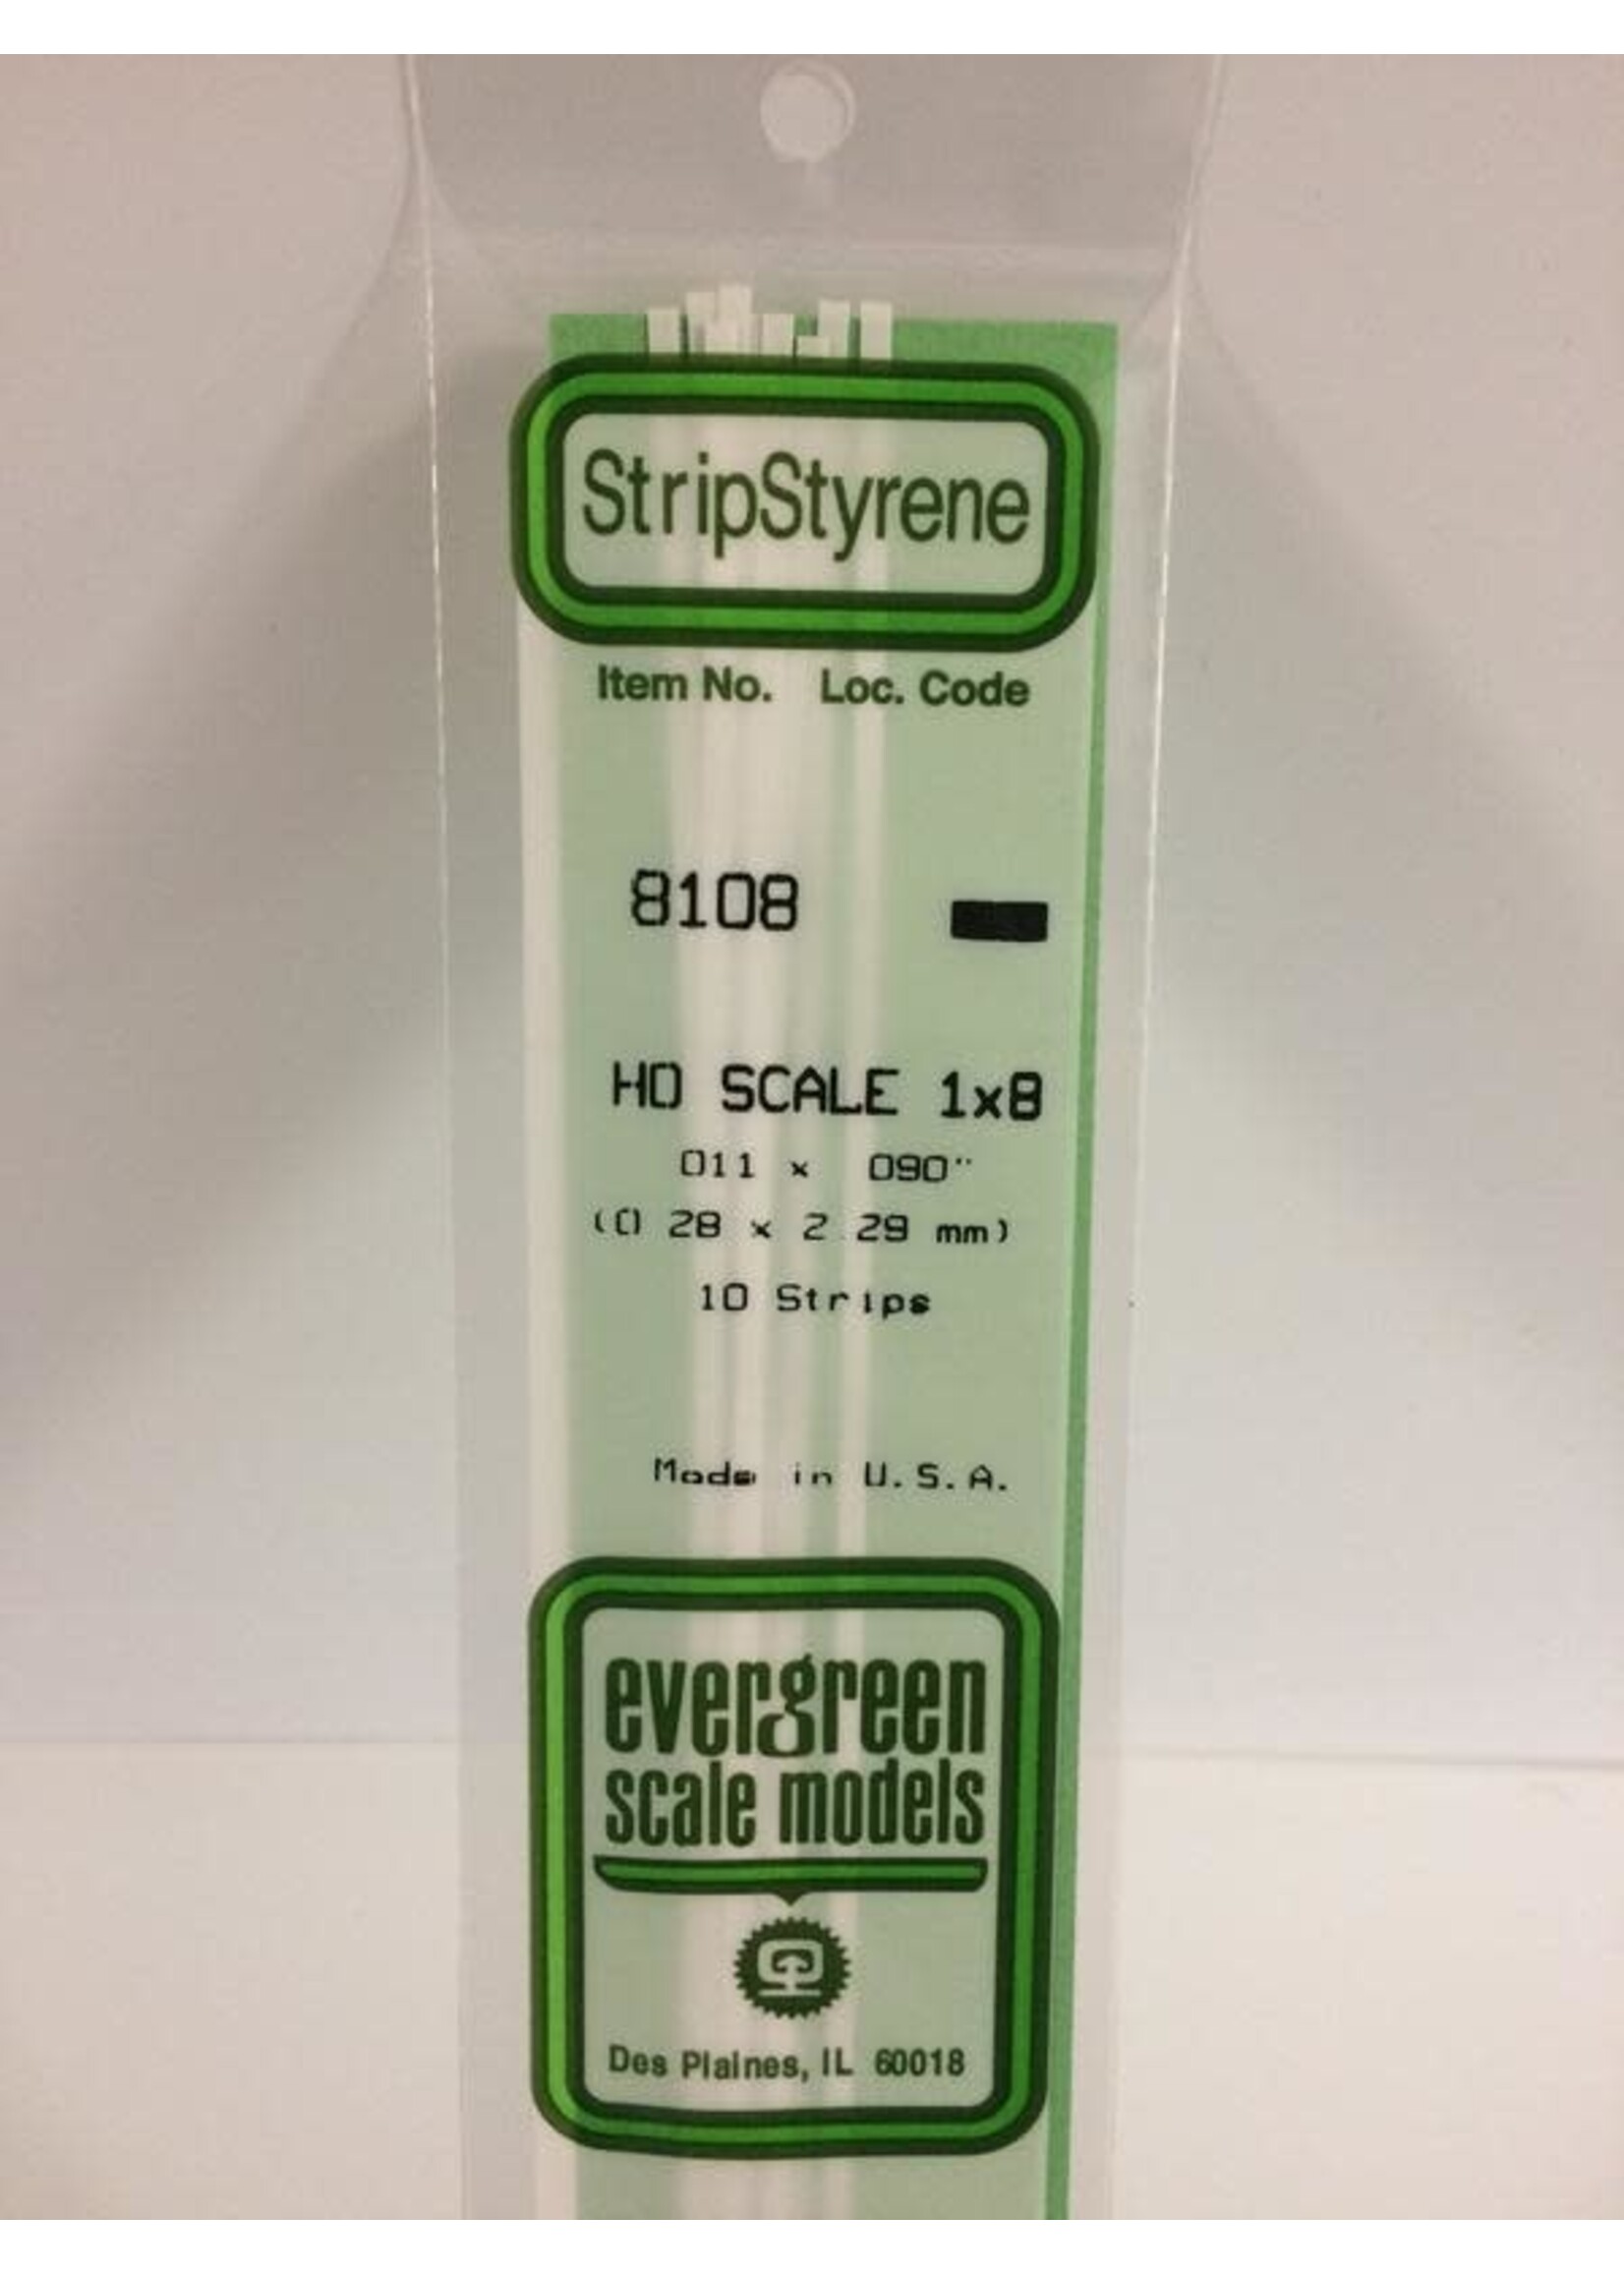 StripStyrene
Item No. Loc. Code
8108
HO SCALE 1x8
011 x 090"
(0 28 x 2 29 mm)
10 Strips
Made in U.S.A.
evergreen
scale models
Des Plaines, IL 60018